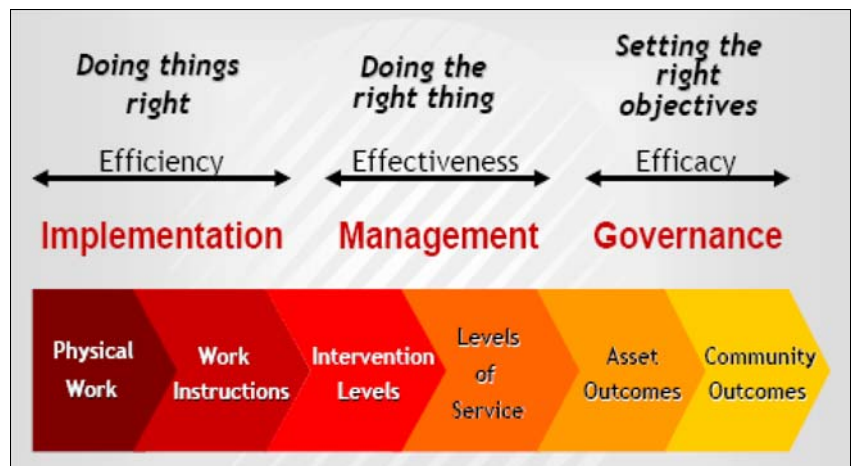 Doing things
right
Doing the
right thing
Setting the
right
objectives
Efficiency
Effectiveness
Efficacy
Implementation
Management
Governance
Physical
Work
Work
Instructions
Intervention
Levels
Levels
of
Service
Asset
Outcomes
Community
Outcomes